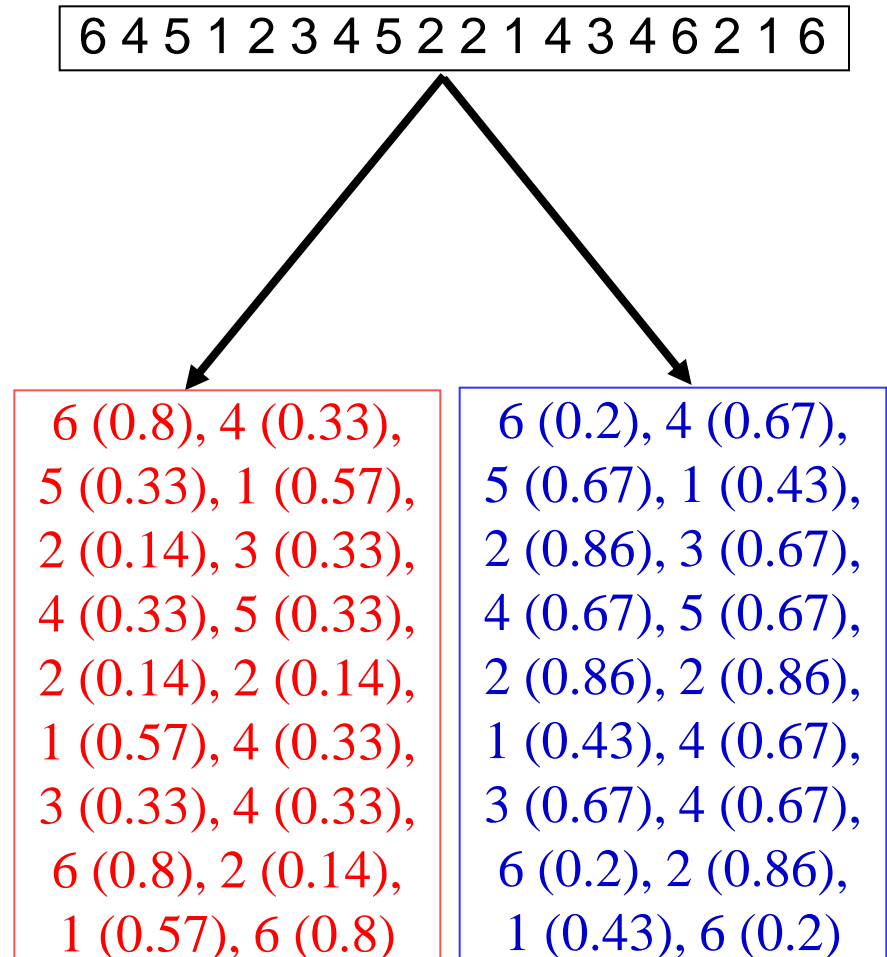 6 4 5 1 2 3 4 5 2 2 1 4 3 4 6 2 1 6
6 (0.8), 4 (0.33),
5 (0.33), 1 (0.57),
2 (0.14), 3 (0.33),
4 (0.33), 5 (0.33),
2 (0.14), 2 (0.14),
1 (0.57), 4 (0.33),
3 (0.33), 4 (0.33),
6 (0.8), 2 (0.14),
1 (0.57), 6 (0.8)
6 (0.2), 4 (0.67),
5 (0.67), 1 (0.43),
2 (0.86), 3 (0.67),
4 (0.67), 5 (0.67),
2 (0.86), 2 (0.86),
1 (0.43), 4 (0.67),
3 (0.67), 4 (0.67),
6 (0.2), 2 (0.86),
1 (0.43), 6 (0.2)